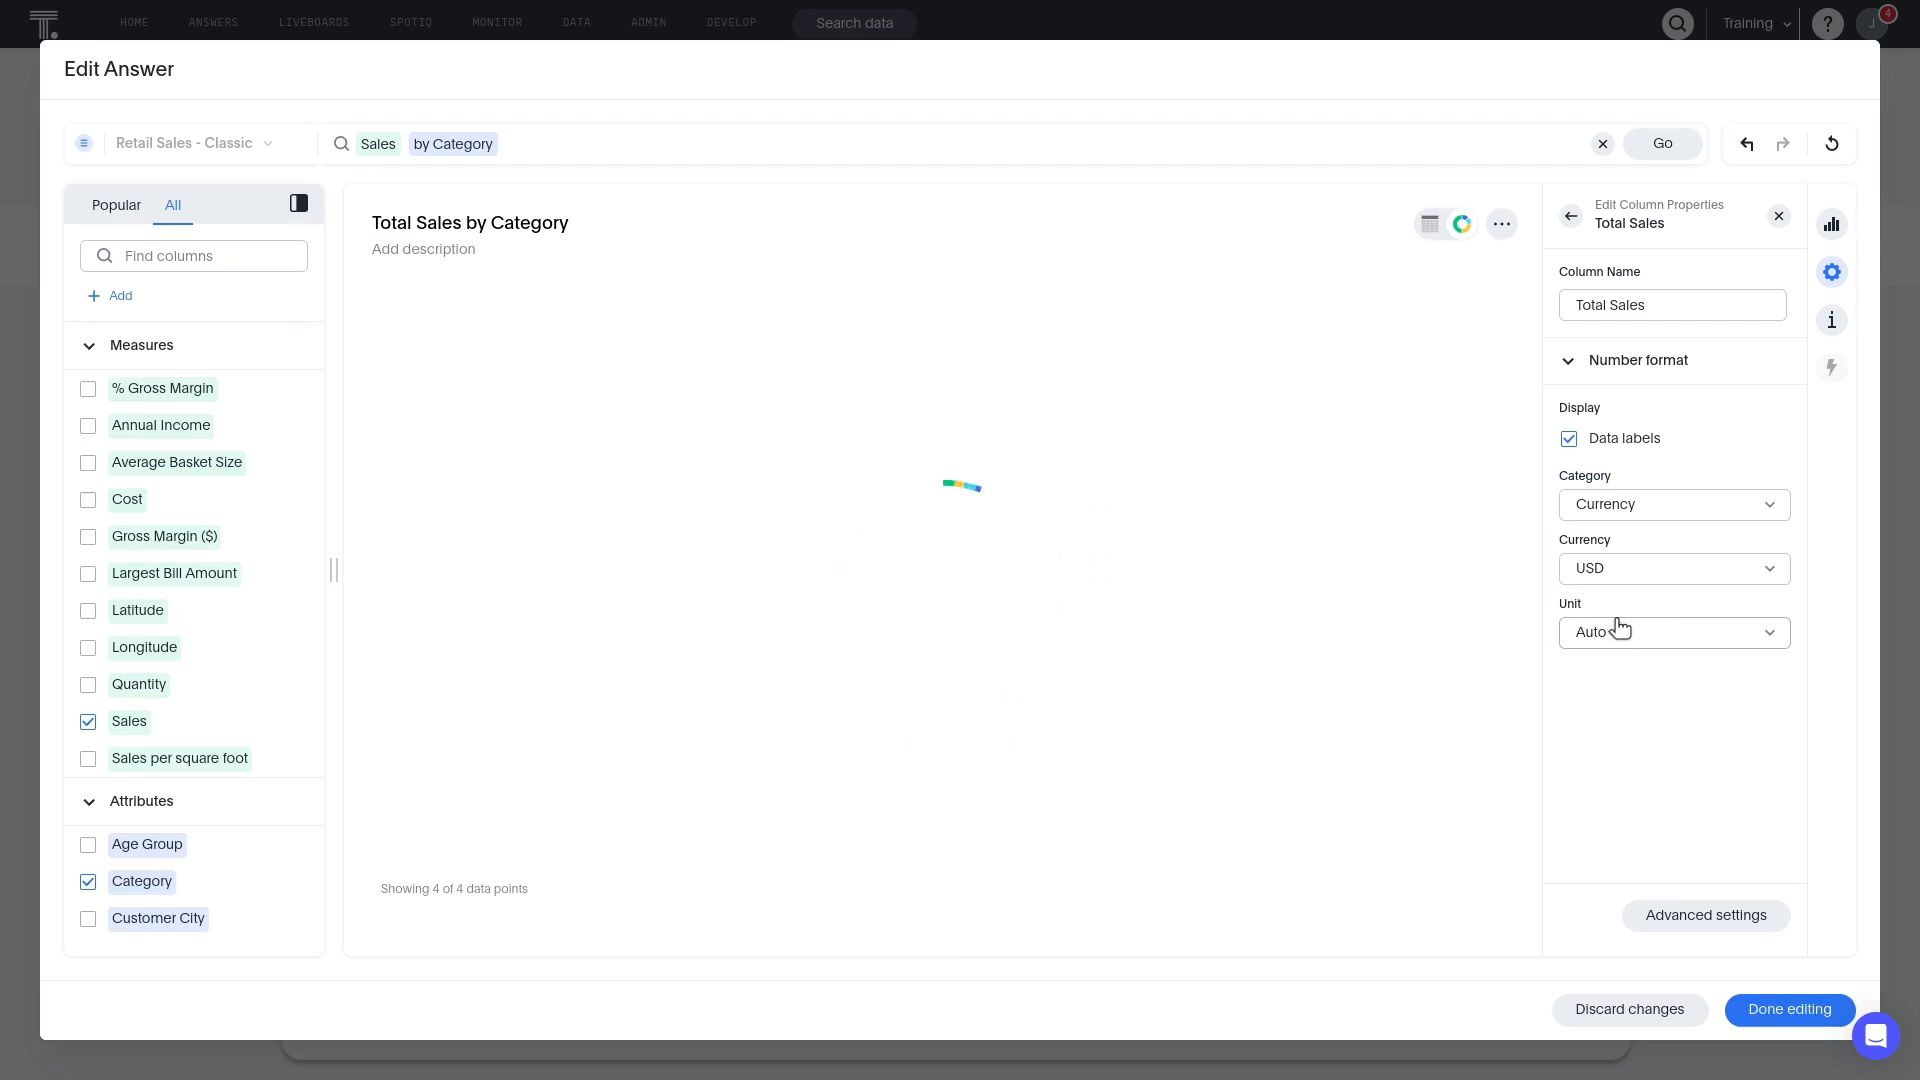 HOME ANSWERS LIVEBOARDS SPOTIQ MONITOR DATA ADMIN DEVELOP Search data Training ? J 4
Edit Answer
Retail Sales - Classic Sales by Category Go
Popular All
Find columns
Add
Measures
% Gross Margin
Annual Income
Average Basket Size
Cost
Gross Margin ($)
Largest Bill Amount
Latitude
Longitude
Quantity
Sales
Sales per square foot
Attributes
Age Group
Category
Customer City
Total Sales by Category
Add description
Showing 4 of 4 data points
Edit Column Properties
Total Sales
Column Name
Total Sales
Number format
Display
Data labels
Category
Currency
Currency
USD
Unit
Auto
Advanced settings
Discard changes Done editing